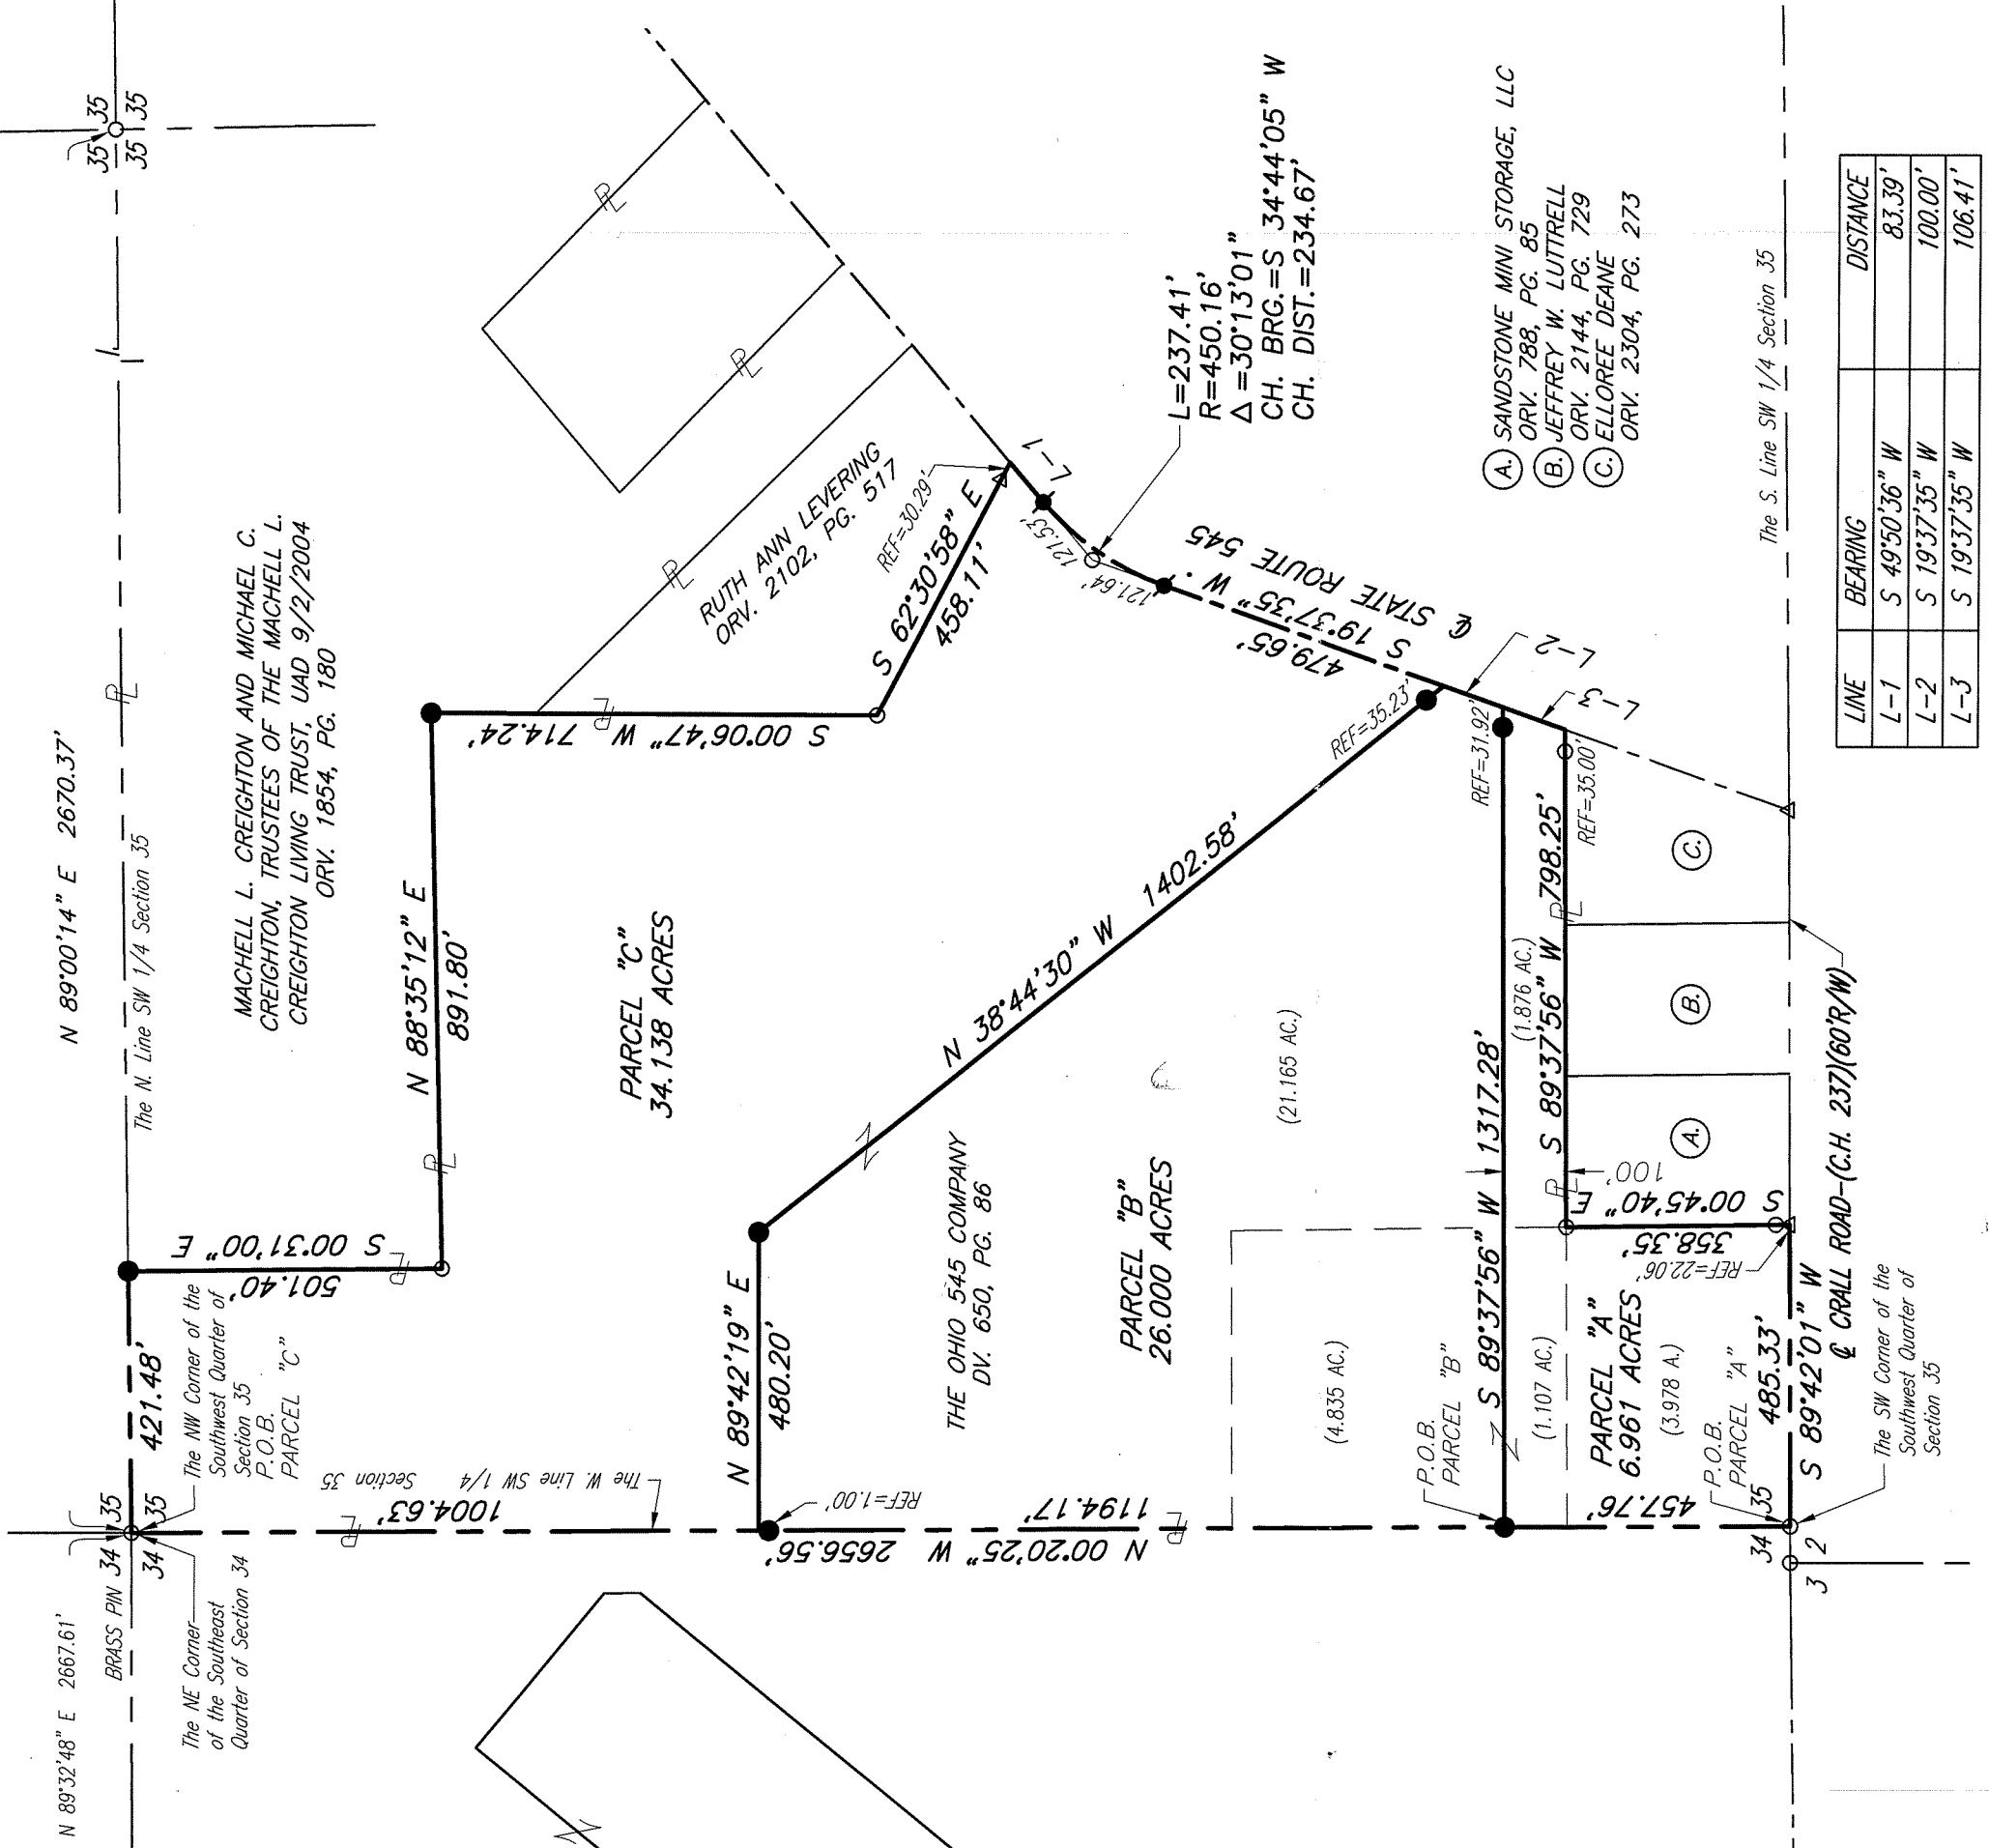 N 89°32'48" E 2667.61'
BRASS PIN
34
35
34
35
The NE Corner
of the Southeast
Quarter of Section 34
The NW Corner of the
Southwest Quarter of
Section 35
P.O.B.
PARCEL "C"
N 89°00'14" E 2670.37'
The N. Line SW 1/4 Section 35
35
35
35
35
421.48'
S 00°31'00" E
501.40'
MACHELL L. CREIGHTON AND MICHAEL C.
CREIGHTON, TRUSTEES OF THE MACHELL L.
CREIGHTON LIVING TRUST, UAD 9/2/2004
ORV. 1854, PG. 180
N 88°35'12" E
891.80'
S 00°06'47" W 714.24'
RUTH ANN LEVERING
ORV. 2102, PG. 517
REF=30.29'
S 62°30'58" E
458.11'
L-1
121.53'
121.64'
L=237.41'
R=450.16'
Δ=30°13'01"
CH. BRG.=S 34°44'05" W
CH. DIST.=234.67'
PARCEL "C"
34.138 ACRES
1004.63'
The W. Line SW 1/4 Section 35
N 89°42'19" E
480.20'
REF=1.00'
N 38°44'30" W 1402.58'
S 19°37'35" W
479.65'
℄ STATE ROUTE 545
REF=35.23'
L-2
L-3
REF=31.92'
REF=35.00'
THE OHIO 545 COMPANY
DV. 650, PG. 86
PARCEL "B"
26.000 ACRES
(21.165 AC.)
(4.835 AC.)
N 00°20'25" W 2656.56'
1194.17'
P.O.B.
PARCEL "B"
S 89°37'56" W 1317.28'
(1.876 AC.)
S 89°37'56" W 798.25'
100'
(1.107 AC.)
PARCEL "A"
6.961 ACRES
(3.978 A.)
S 00°45'40" E
358.35'
REF=22.06'
457.76'
P.O.B.
PARCEL "A"
34
35
3
2
485.33'
S 89°42'01" W
℄ CRALL ROAD-(C.H. 237)(60'R/W)
The SW Corner of the
Southwest Quarter of
Section 35
A.
B.
C.
The S. Line SW 1/4 Section 35
A. SANDSTONE MINI STORAGE, LLC
ORV. 788, PG. 85
B. JEFFREY W. LUTTRELL
ORV. 2144, PG. 729
C. ELLOREE DEANE
ORV. 2304, PG. 273
LINE BEARING DISTANCE
L-1 S 49°50'36" W 83.39'
L-2 S 19°37'35" W 100.00'
L-3 S 19°37'35" W 106.41'